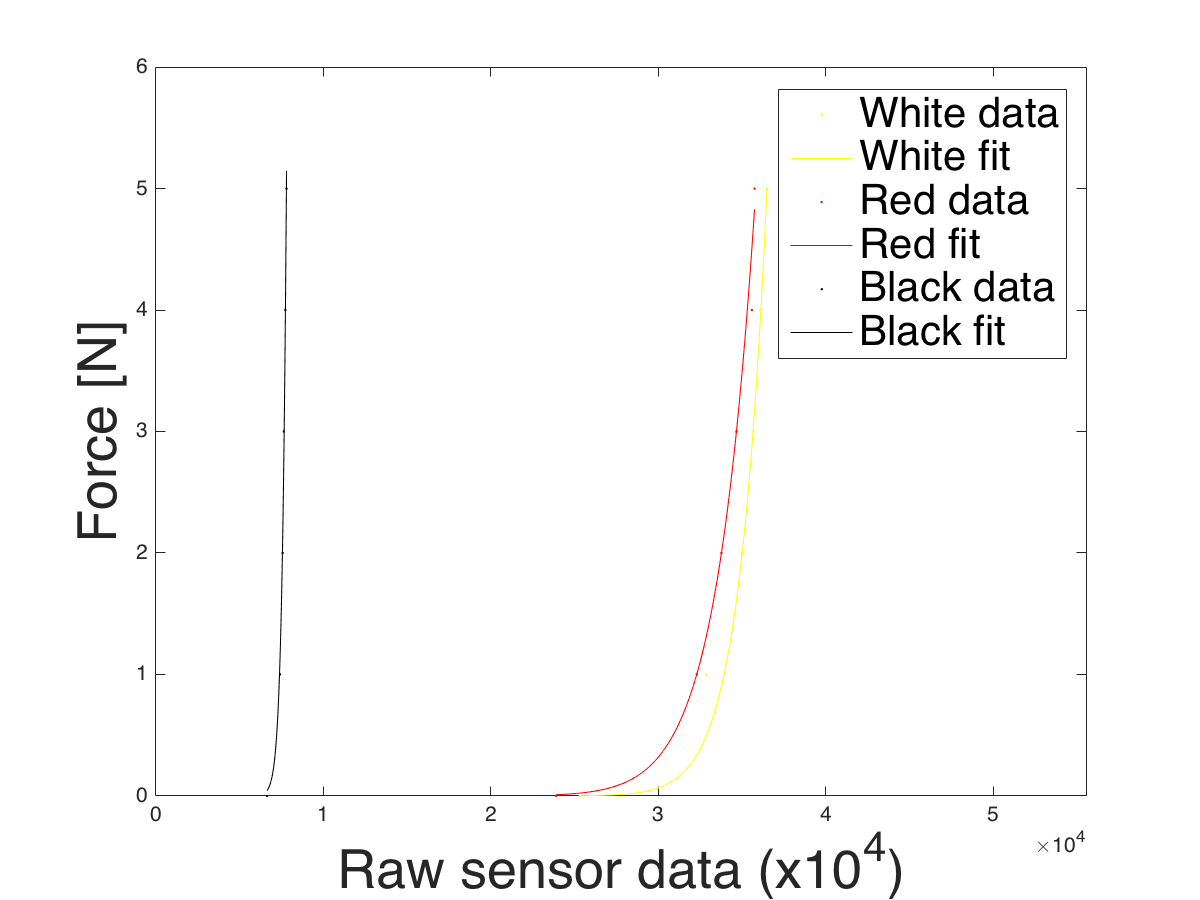 6
5
4
3
2
1
0
Force [N]
White data
White fit
Red data
Red fit
Black data
Black fit
0 1 2 3 4 5
×10^4
Raw sensor data (x10^4)